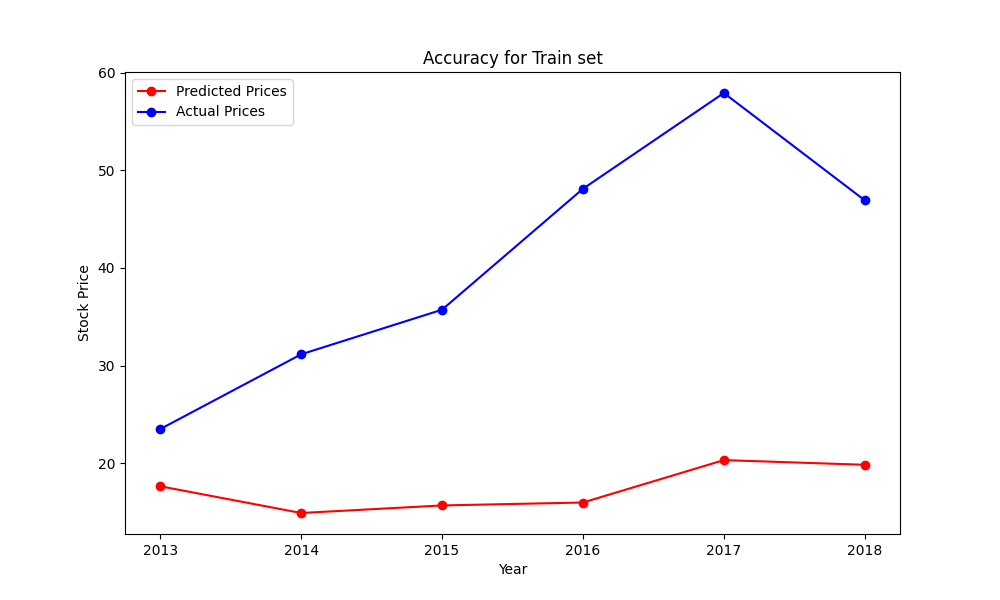 Accuracy for Train set
Predicted Prices
Actual Prices
60
50
40
30
20
Stock Price
2013 2014 2015 2016 2017 2018
Year